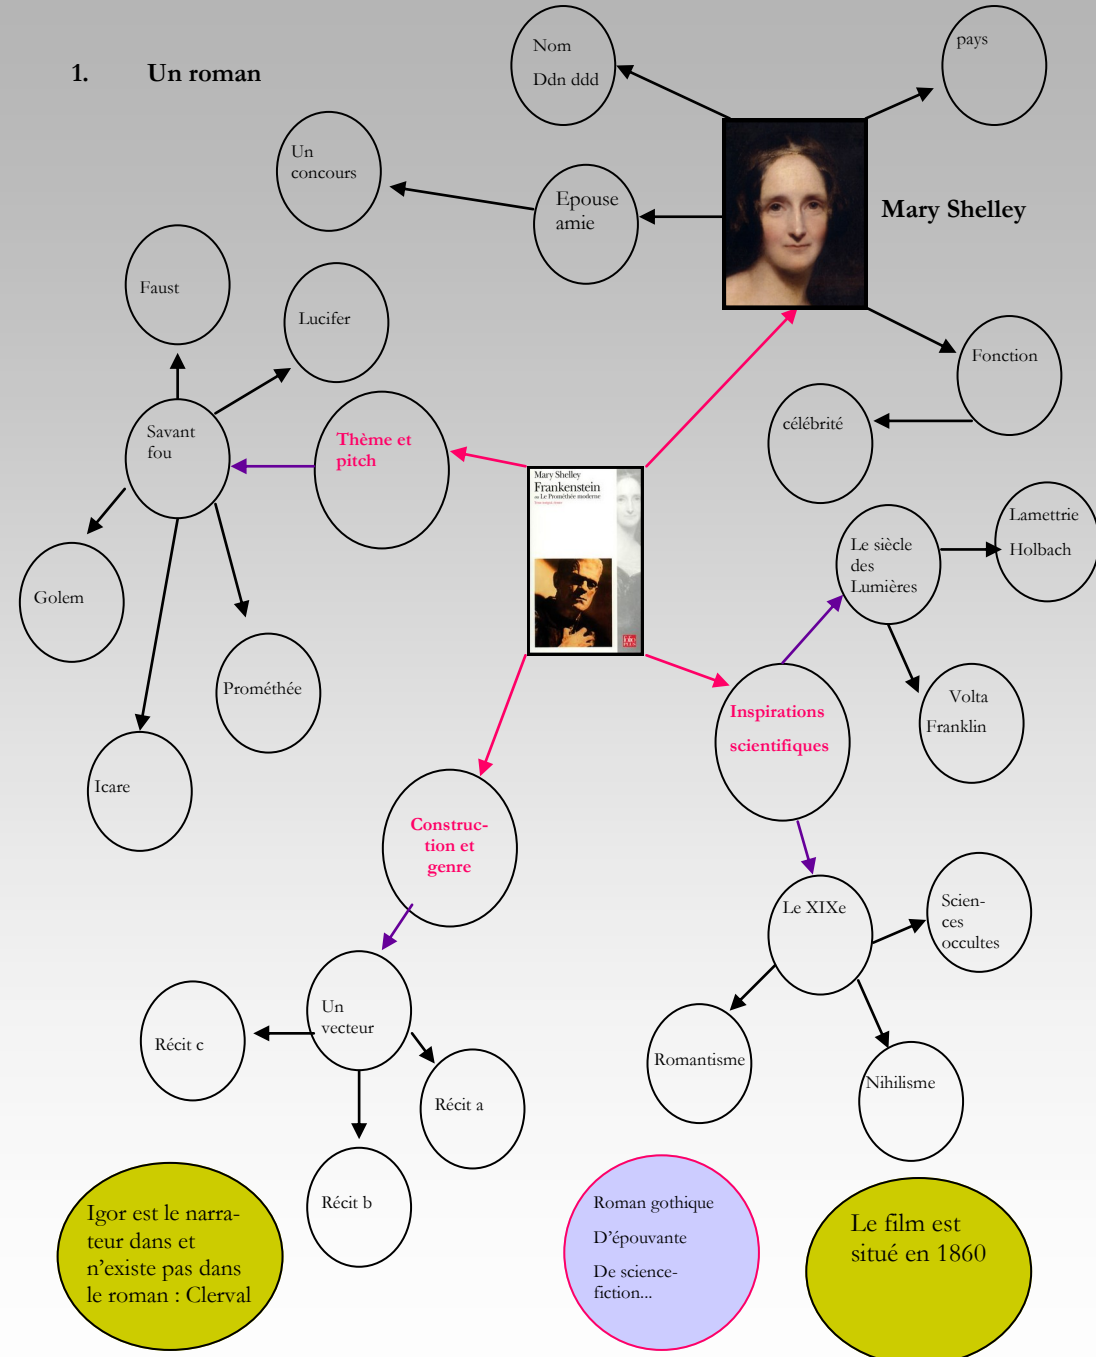 1. Un roman
Nom
Ddn ddd
pays
Un
concours
Epouse
amie
Mary Shelley
Faust
Lucifer
Fonction
célébrité
Savant
fou
Thème et
pitch
Mary Shelley
Frankenstein
ou Le Prométhée moderne
Lamettrie
Holbach
Le siècle
des
Lumières
Golem
Prométhée
Volta
Franklin
Inspirations
scientifiques
Icare
Construc-
tion et
genre
Le XIXe
Scien-
ces
occultes
Un
vecteur
Récit c
Récit a
Récit b
Romantisme
Nihilisme
Igor est le narra-
teur dans et
n’existe pas dans
le roman : Clerval
Roman gothique
D’épouvante
De science-
fiction...
Le film est
situé en 1860